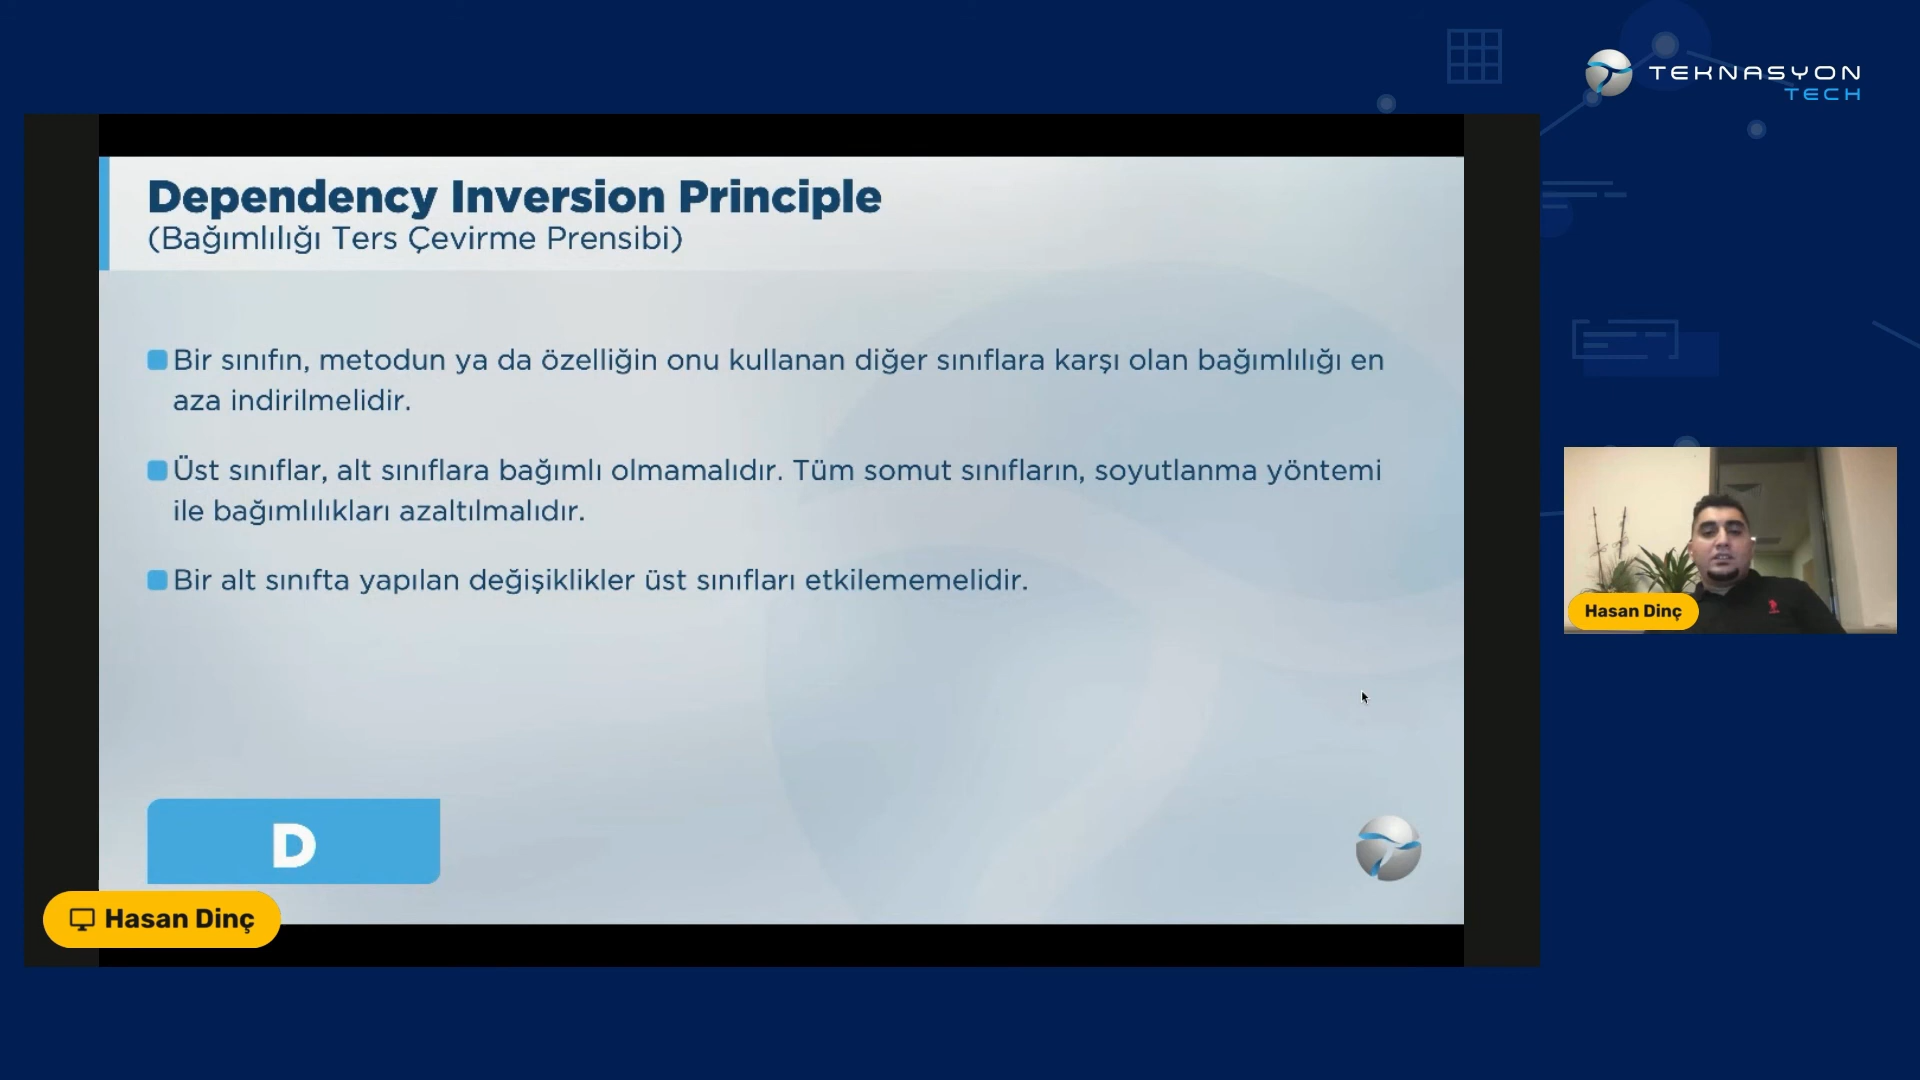 TEKNASYON
TECH
Dependency Inversion Principle
(Bağımlılığı Ters Çevirme Prensibi)
Bir sınıfın, metodun ya da özelliğin onu kullanan diğer sınıflara karşı olan bağımlılığı en
aza indirilmelidir.
Üst sınıflar, alt sınıflara bağımlı olmamalıdır. Tüm somut sınıfların, soyutlanma yöntemi
ile bağımlılıkları azaltılmalıdır.
Bir alt sınıfta yapılan değişiklikler üst sınıfları etkilememelidir.
D
Hasan Dinç
Hasan Dinç